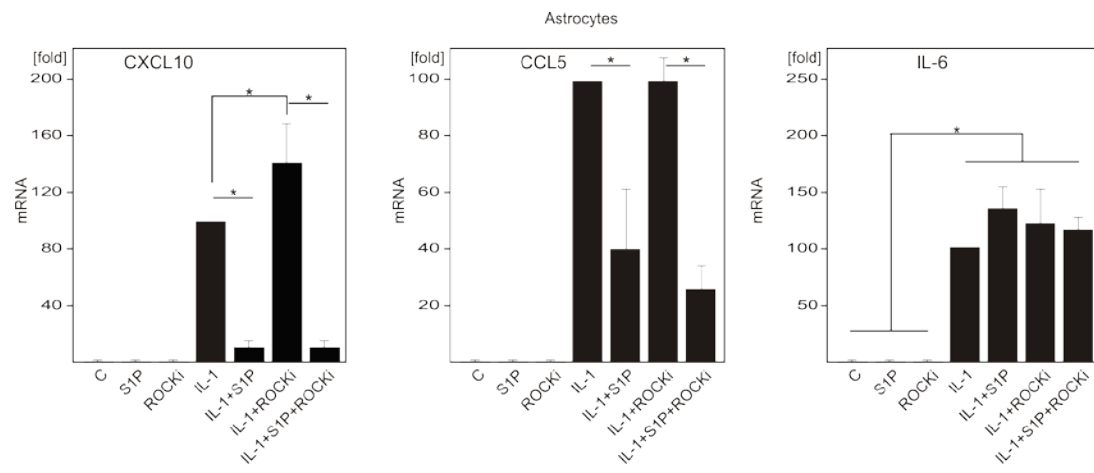 Astrocytes
[fold]
CXCL10
200
160
120
80
40
mRNA
*
*
*
C
S1P
ROCKi
IL-1
IL-1+S1P
IL-1+ROCKi
IL-1+S1P+ROCKi
[fold]
CCL5
100
80
60
40
20
mRNA
*
*
C
S1P
ROCKi
IL-1
IL-1+S1P
IL-1+ROCKi
IL-1+S1P+ROCKi
[fold]
IL-6
250
200
150
100
50
mRNA
*
C
S1P
ROCKi
IL-1
IL-1+S1P
IL-1+ROCKi
IL-1+S1P+ROCKi